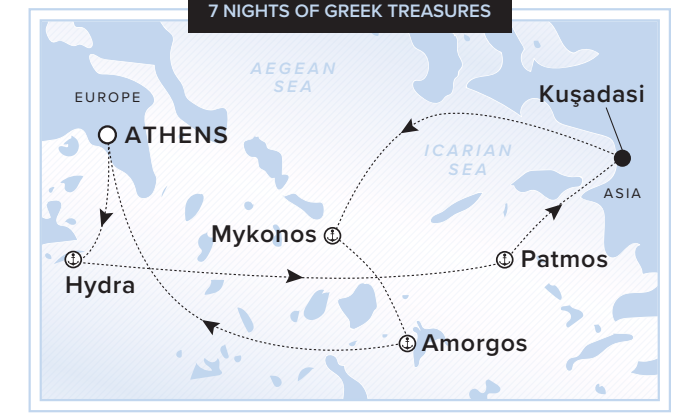 7 NIGHTS OF GREEK TREASURES
AEGEAN
SEA
EUROPE
Kuşadasi
ATHENS
ICARIAN
SEA
ASIA
Mykonos
Patmos
Hydra
Amorgos